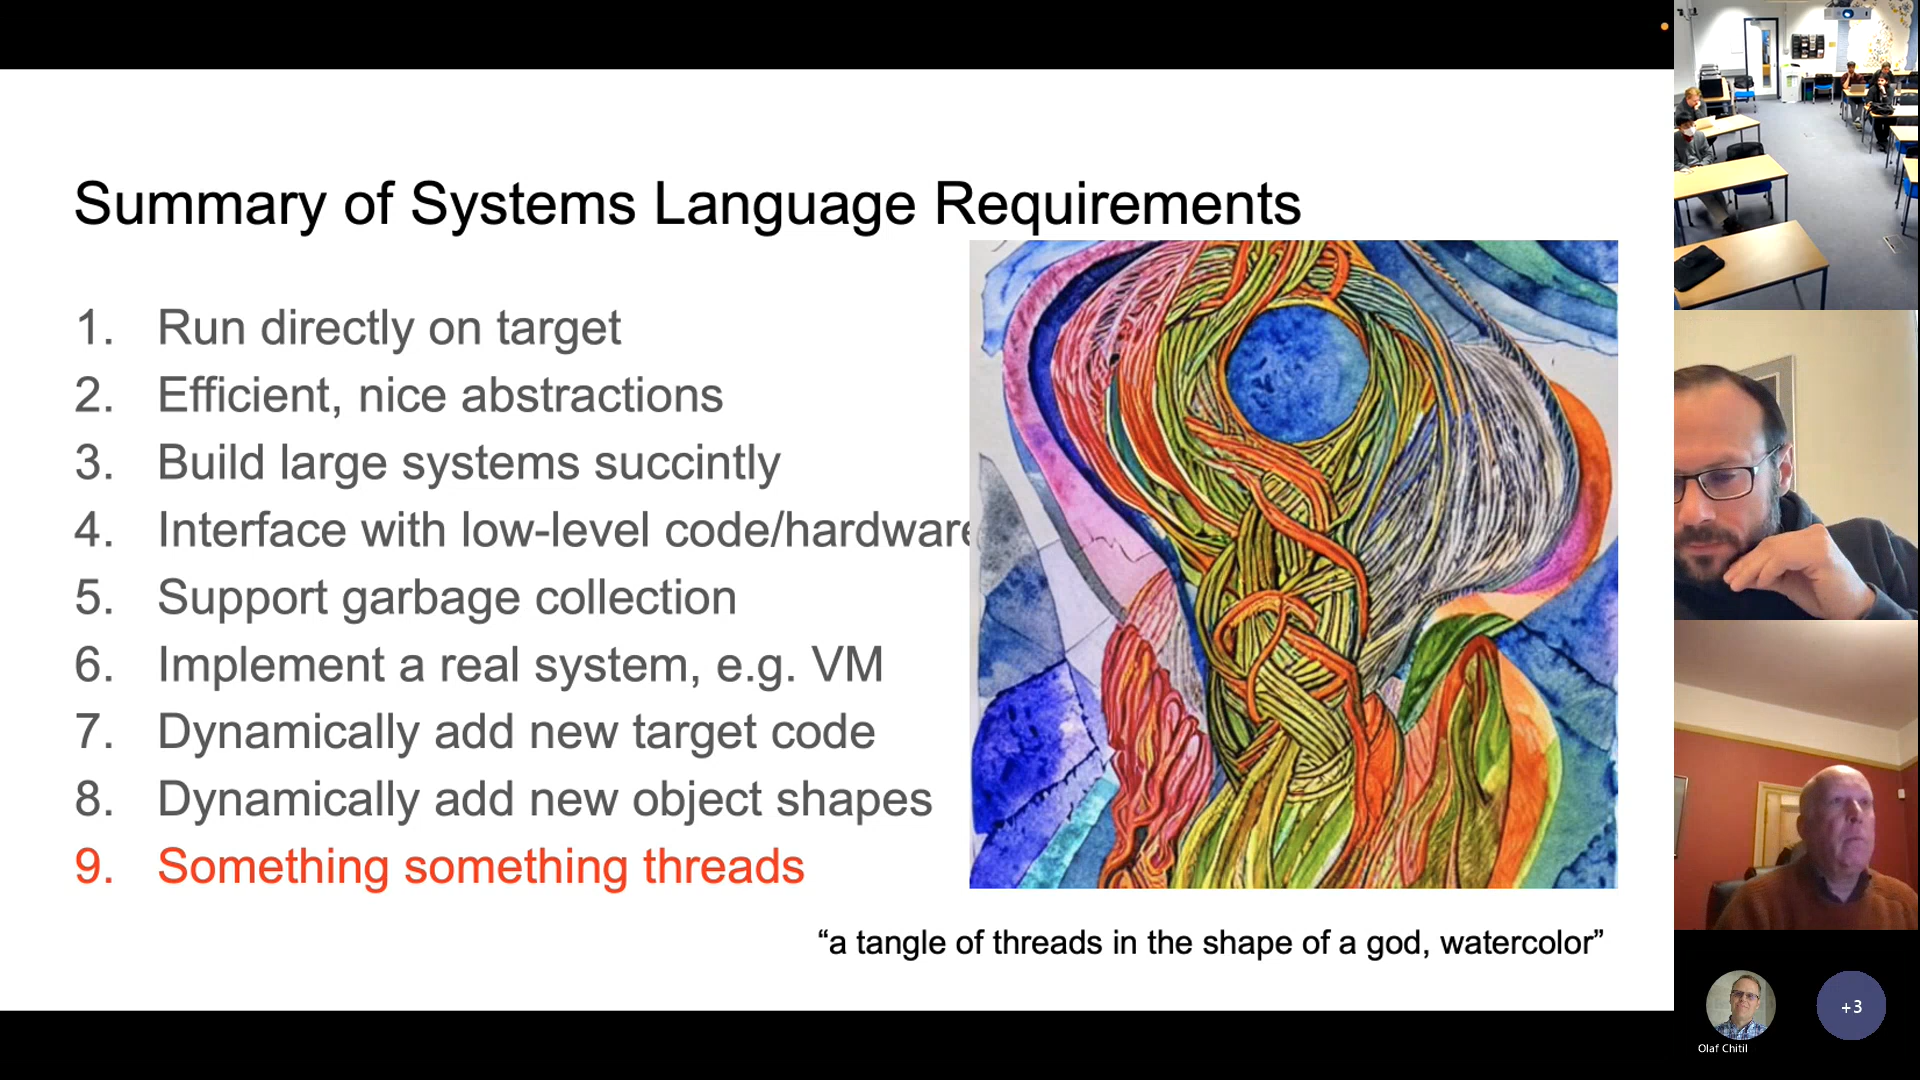 Summary of Systems Language Requirements
1. Run directly on target
2. Efficient, nice abstractions
3. Build large systems succintly
4. Interface with low-level code/hardware
5. Support garbage collection
6. Implement a real system, e.g. VM
7. Dynamically add new target code
8. Dynamically add new object shapes
9. Something something threads
“a tangle of threads in the shape of a god, watercolor”
+3
Olaf Chitil